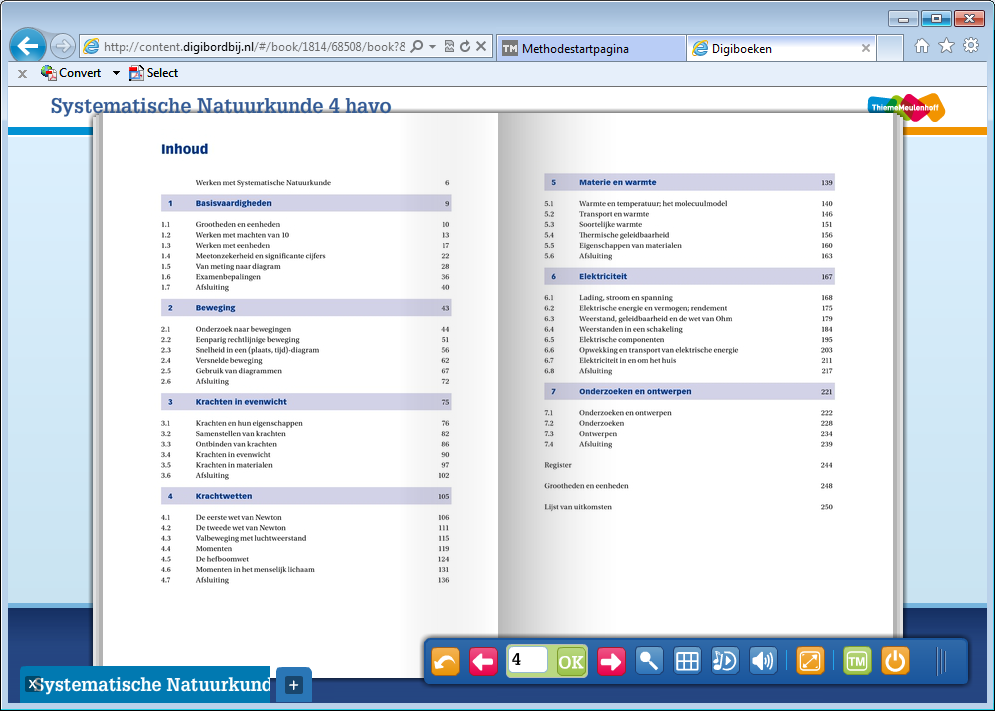 http://content.digibordbij.nl/#/book/1814/68508/book?8
TM Methodestartpagina
Digiboeken
x Convert Select
Systematische Natuurkunde 4 havo
ThiemeMeulenhoff
Inhoud
Werken met Systematische Natuurkunde 6
1 Basisvaardigheden 9
1.1 Grootheden en eenheden 10
1.2 Werken met machten van 10 13
1.3 Werken met eenheden 17
1.4 Meetonzekerheid en significante cijfers 22
1.5 Van meting naar diagram 28
1.6 Examenbepalingen 36
1.7 Afsluiting 40
2 Beweging 43
2.1 Onderzoek naar bewegingen 44
2.2 Eenparig rechtlijnige beweging 51
2.3 Snelheid in een (plaats, tijd)-diagram 56
2.4 Versnelde beweging 62
2.5 Gebruik van diagrammen 67
2.6 Afsluiting 72
3 Krachten in evenwicht 75
3.1 Krachten en hun eigenschappen 76
3.2 Samenstellen van krachten 82
3.3 Ontbinden van krachten 86
3.4 Krachten in evenwicht 90
3.5 Krachten in materialen 97
3.6 Afsluiting 102
4 Krachtwetten 105
4.1 De eerste wet van Newton 106
4.2 De tweede wet van Newton 111
4.3 Valbeweging met luchtweerstand 115
4.4 Momenten 119
4.5 De hefboomwet 124
4.6 Momenten in het menselijk lichaam 131
4.7 Afsluiting 136
5 Materie en warmte 139
5.1 Warmte en temperatuur; het molecuulmodel 140
5.2 Transport en warmte 146
5.3 Soortelijke warmte 151
5.4 Thermische geleidbaarheid 156
5.5 Eigenschappen van materialen 160
5.6 Afsluiting 163
6 Elektriciteit 167
6.1 Lading, stroom en spanning 168
6.2 Elektrische energie en vermogen; rendement 175
6.3 Weerstand, geleidbaarheid en de wet van Ohm 179
6.4 Weerstanden in een schakeling 184
6.5 Elektrische componenten 195
6.6 Opwekking en transport van elektrische energie 203
6.7 Elektriciteit in en om het huis 211
6.8 Afsluiting 217
7 Onderzoeken en ontwerpen 221
7.1 Onderzoeken en ontwerpen 222
7.2 Onderzoeken 228
7.3 Ontwerpen 234
7.4 Afsluiting 239
Register 244
Grootheden en eenheden 248
Lijst van uitkomsten 250
4 OK TM
x Systematische Natuurkund +